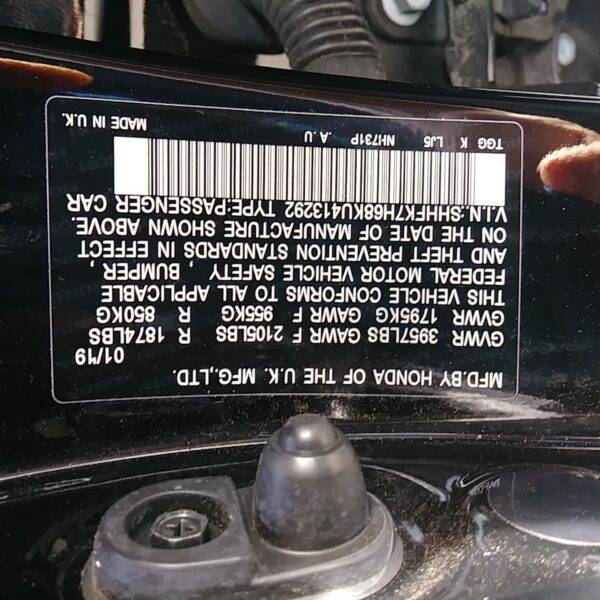 MFD.BY HONDA OF THE U.K. MFG.,LTD.
01/19
GVWR 3957LBS GAWR F 2105LBS R 1874LBS
GVWR 1795KG GAWR F 955KG R 850KG
THIS VEHICLE CONFORMS TO ALL APPLICABLE
FEDERAL MOTOR VEHICLE SAFETY , BUMPER ,
AND THEFT PREVENTION STANDARDS IN EFFECT
ON THE DATE OF MANUFACTURE SHOWN ABOVE.
V.I.N.:SHHFK7H68KU413292 TYPE:PASSENGER CAR
TGG K LJ5 NH731P A . U MADE IN U.K.